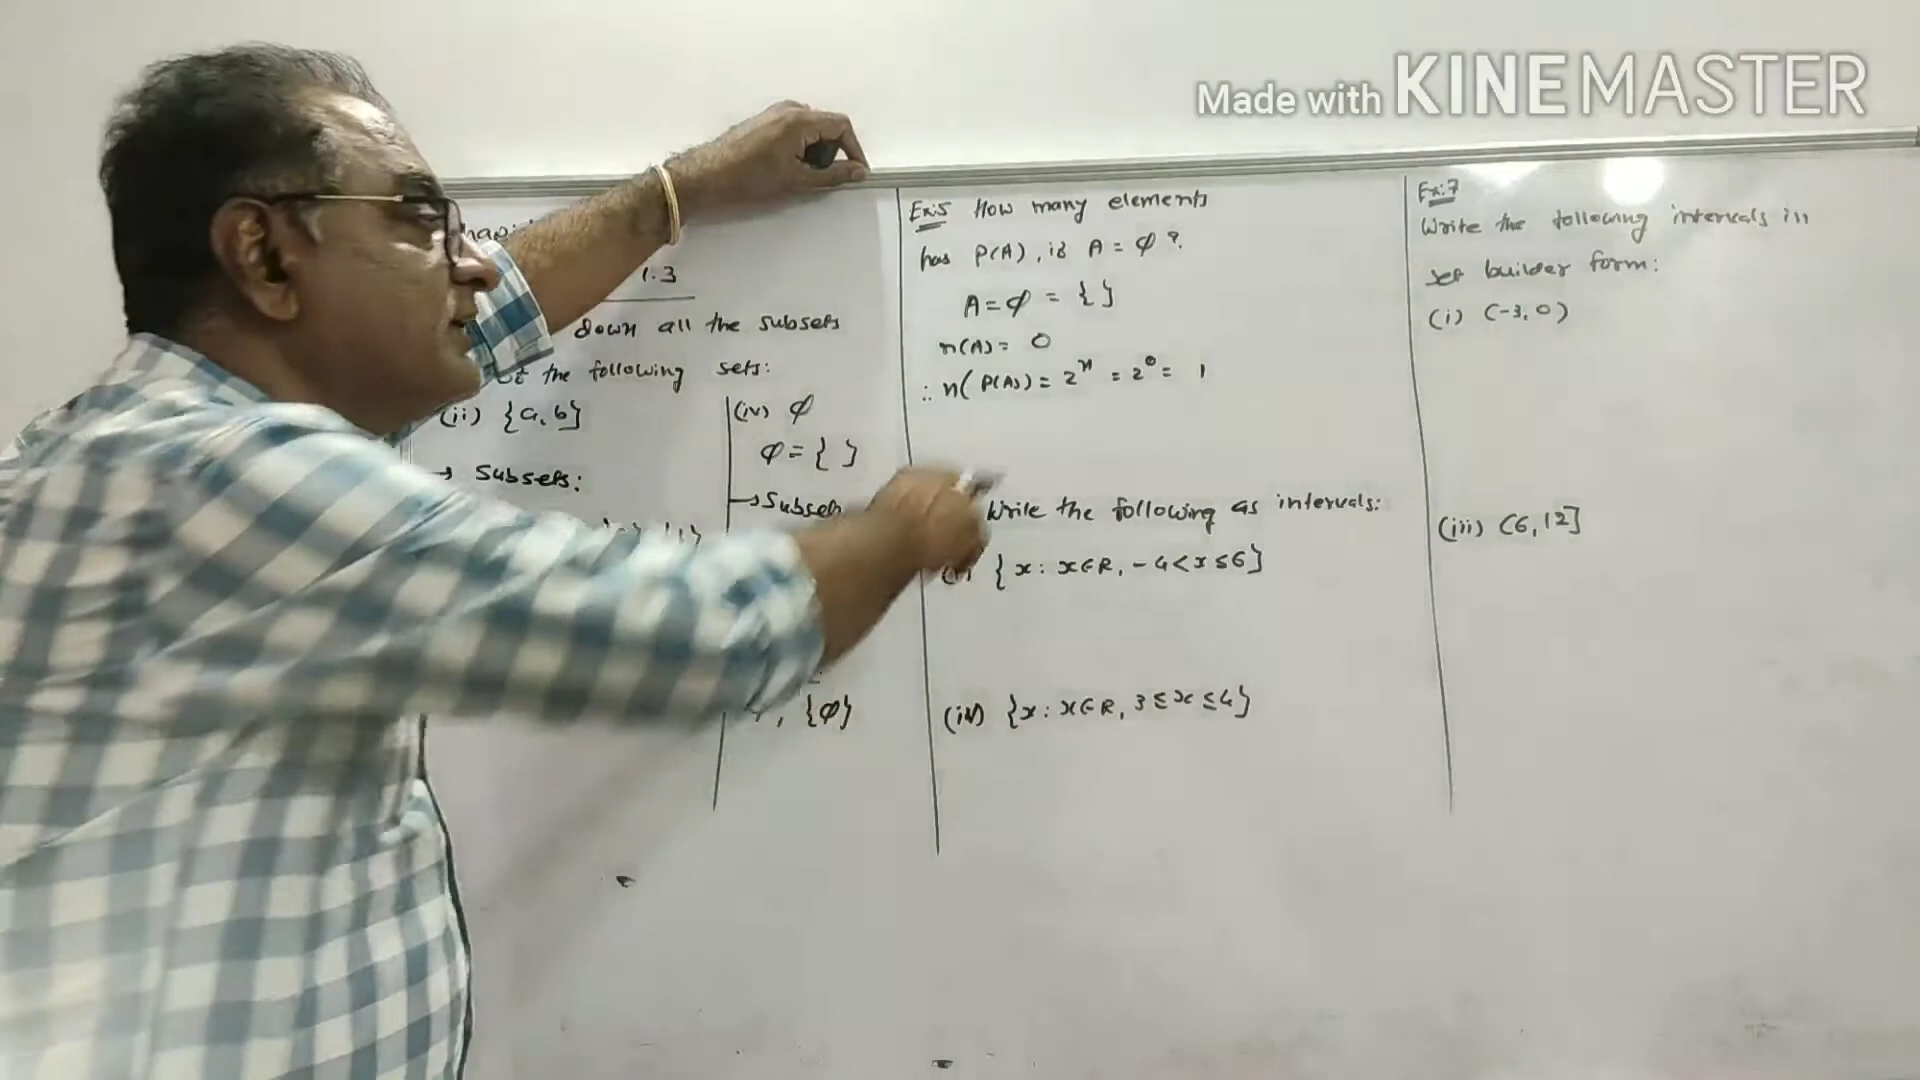 Made with KINEMASTER
1.3
down all the subsets
of the following sets:
(ii) {a, b}
→ Subsets:
(iv) φ
φ = { }
→ Subsets
, {φ}
Ex:5 How many elements
has P(A), if A = φ ?
A = φ = { }
n(A) = 0
∴ n(P(A)) = 2ⁿ = 2⁰ = 1
Write the following as intervals:
(i) {x : x∈R, -4<x≤6}
(iv) {x : x∈R, 3≤x≤4}
Ex:7
Write the following intervals in
set builder form:
(i) (-3, 0)
(iii) (6, 12]